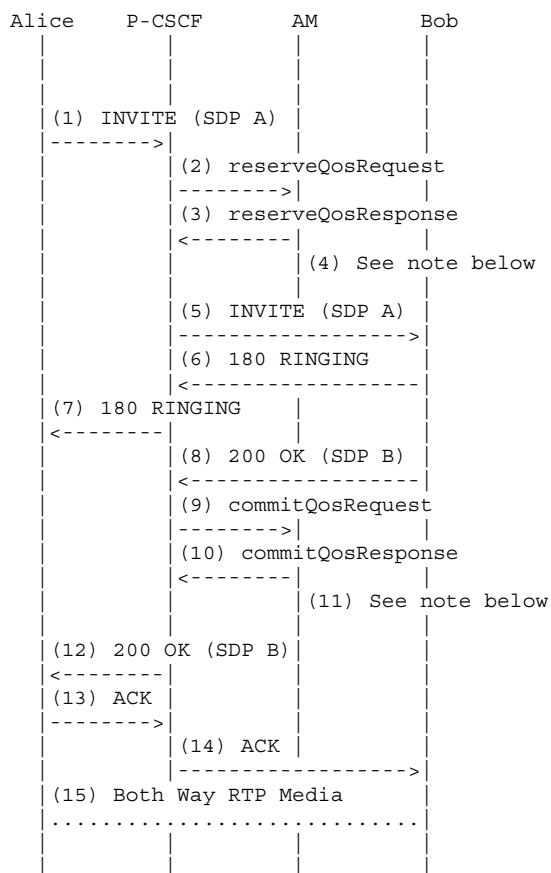 Alice P-CSCF AM Bob
(1) INVITE (SDP A)
(2) reserveQosRequest
(3) reserveQosResponse
(4) See note below
(5) INVITE (SDP A)
(6) 180 RINGING
(7) 180 RINGING
(8) 200 OK (SDP B)
(9) commitQosRequest
(10) commitQosResponse
(11) See note below
(12) 200 OK (SDP B)
(13) ACK
(14) ACK
(15) Both Way RTP Media